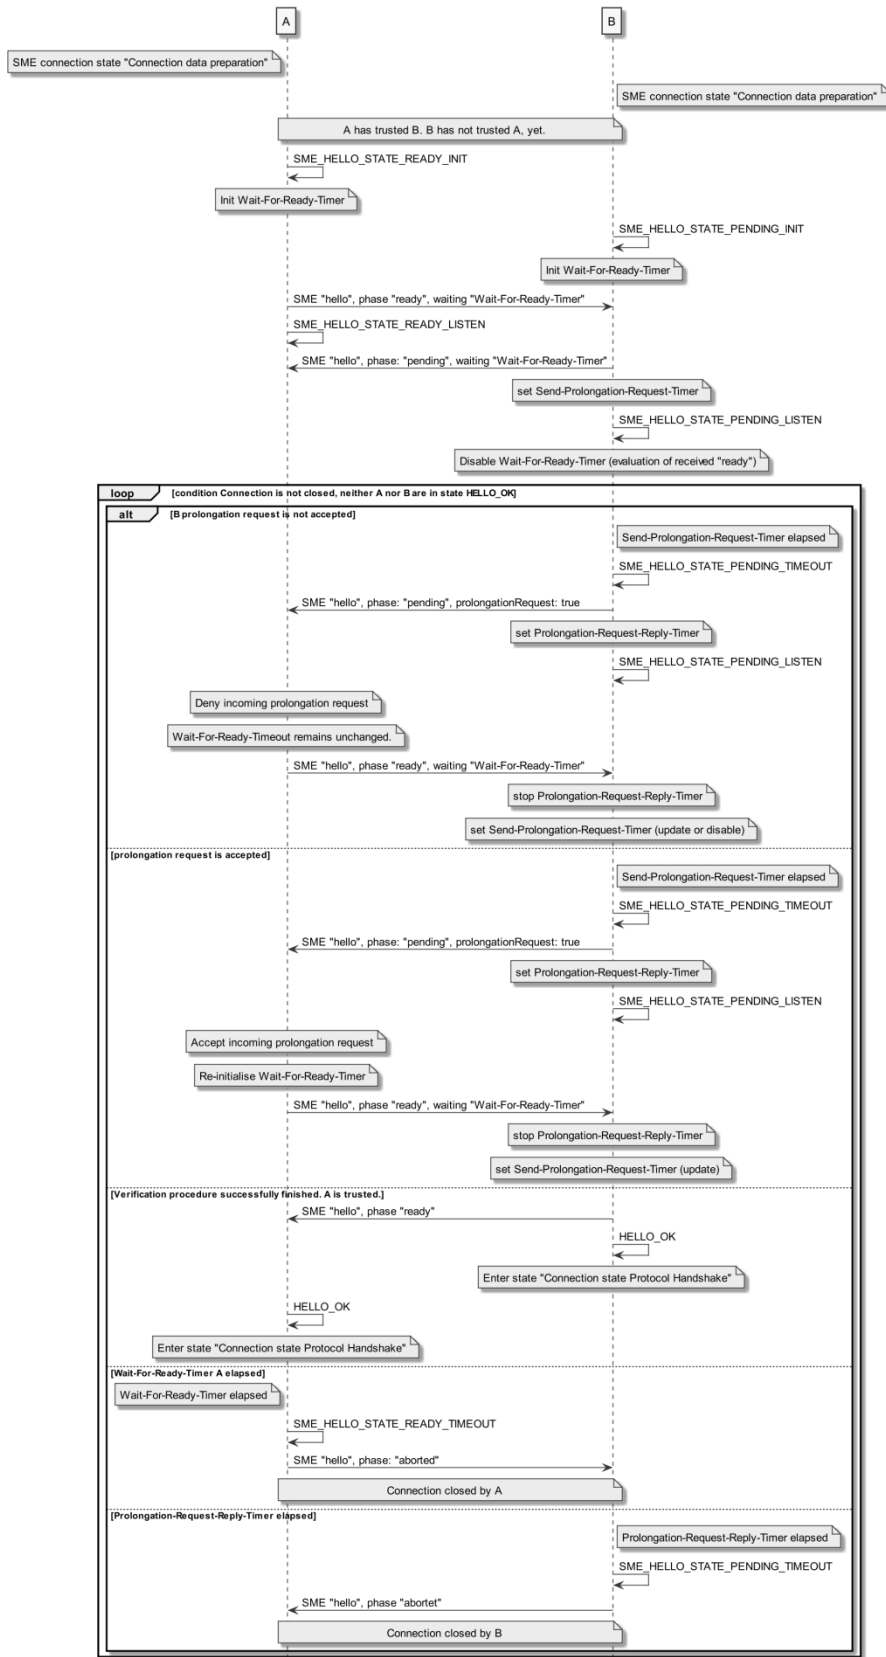 A
B
SME connection state "Connection data preparation"
SME connection state "Connection data preparation"
A has trusted B. B has not trusted A, yet.
SME_HELLO_STATE_READY_INIT
Init Wait-For-Ready-Timer
SME_HELLO_STATE_PENDING_INIT
Init Wait-For-Ready-Timer
SME "hello", phase "ready", waiting "Wait-For-Ready-Timer"
SME_HELLO_STATE_READY_LISTEN
SME "hello", phase: "pending", waiting "Wait-For-Ready-Timer"
set Send-Prolongation-Request-Timer
SME_HELLO_STATE_PENDING_LISTEN
Disable Wait-For-Ready-Timer (evaluation of received "ready")
loop [condition Connection is not closed, neither A nor B are in state HELLO_OK]
alt [B prolongation request is not accepted]
Send-Prolongation-Request-Timer elapsed
SME_HELLO_STATE_PENDING_TIMEOUT
SME "hello", phase: "pending", prolongationRequest: true
set Prolongation-Request-Reply-Timer
SME_HELLO_STATE_PENDING_LISTEN
Deny incoming prolongation request
Wait-For-Ready-Timeout remains unchanged.
SME "hello", phase "ready", waiting "Wait-For-Ready-Timer"
stop Prolongation-Request-Reply-Timer
set Send-Prolongation-Request-Timer (update or disable)
[prolongation request is accepted]
Send-Prolongation-Request-Timer elapsed
SME_HELLO_STATE_PENDING_TIMEOUT
SME "hello", phase: "pending", prolongationRequest: true
set Prolongation-Request-Reply-Timer
SME_HELLO_STATE_PENDING_LISTEN
Accept incoming prolongation request
Re-initialise Wait-For-Ready-Timer
SME "hello", phase "ready", waiting "Wait-For-Ready-Timer"
stop Prolongation-Request-Reply-Timer
set Send-Prolongation-Request-Timer (update)
[Verification procedure successfully finished. A is trusted.]
SME "hello", phase "ready"
HELLO_OK
Enter state "Connection state Protocol Handshake"
HELLO_OK
Enter state "Connection state Protocol Handshake"
[Wait-For-Ready-Timer A elapsed]
Wait-For-Ready-Timer elapsed
SME_HELLO_STATE_READY_TIMEOUT
SME "hello", phase: "aborted"
Connection closed by A
[Prolongation-Request-Reply-Timer elapsed]
Prolongation-Request-Reply-Timer elapsed
SME_HELLO_STATE_PENDING_TIMEOUT
SME "hello", phase "abortet"
Connection closed by B